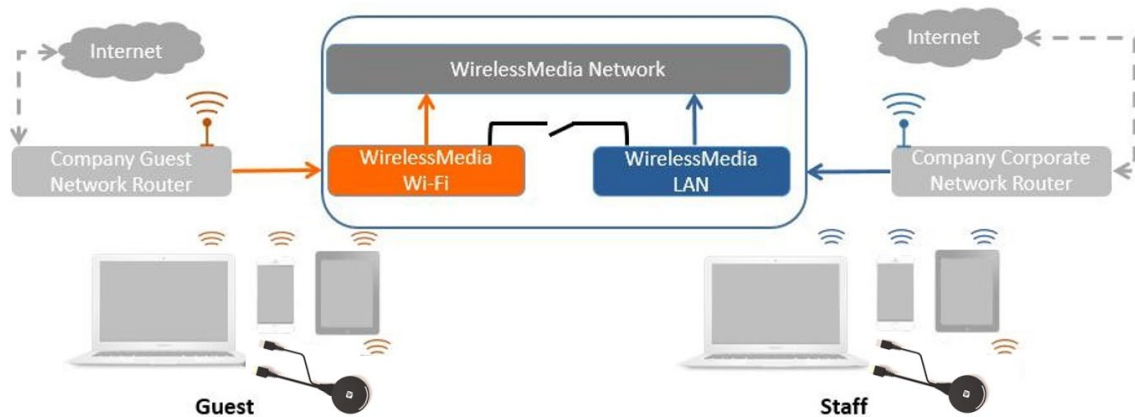 Internet
Internet
WirelessMedia Network
Company Guest
Network Router
WirelessMedia
Wi-Fi
WirelessMedia
LAN
Company Corporate
Network Router
Guest
Staff